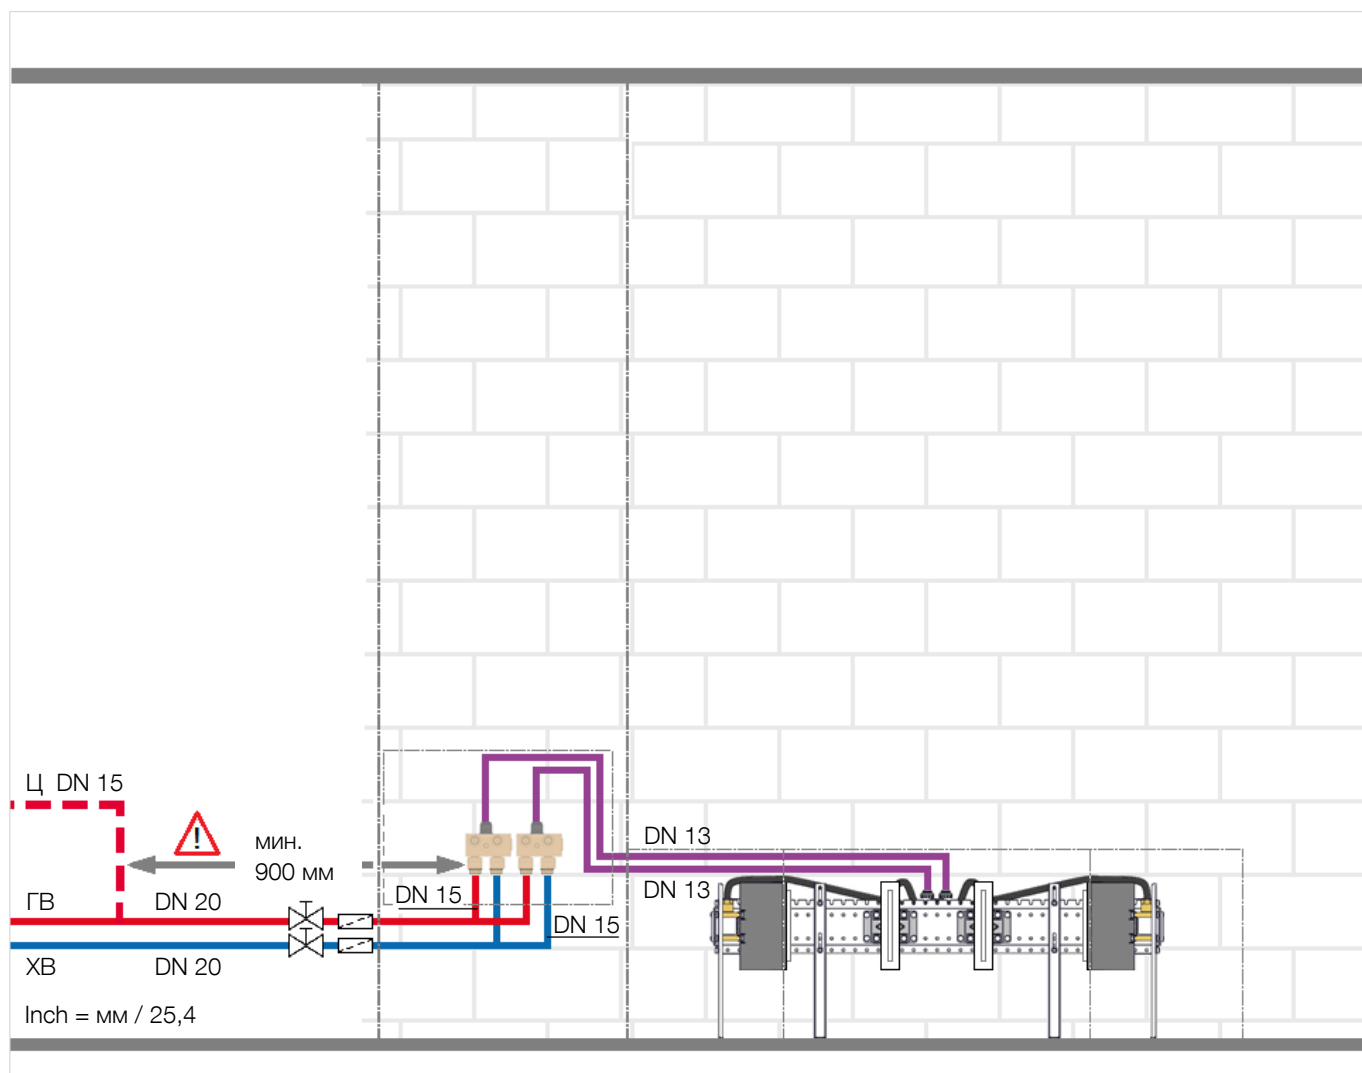 Ц DN 15
!
мин.
900 мм
DN 13
DN 13
DN 15
DN 15
ГВ DN 20
ХВ DN 20
Inch = мм / 25,4